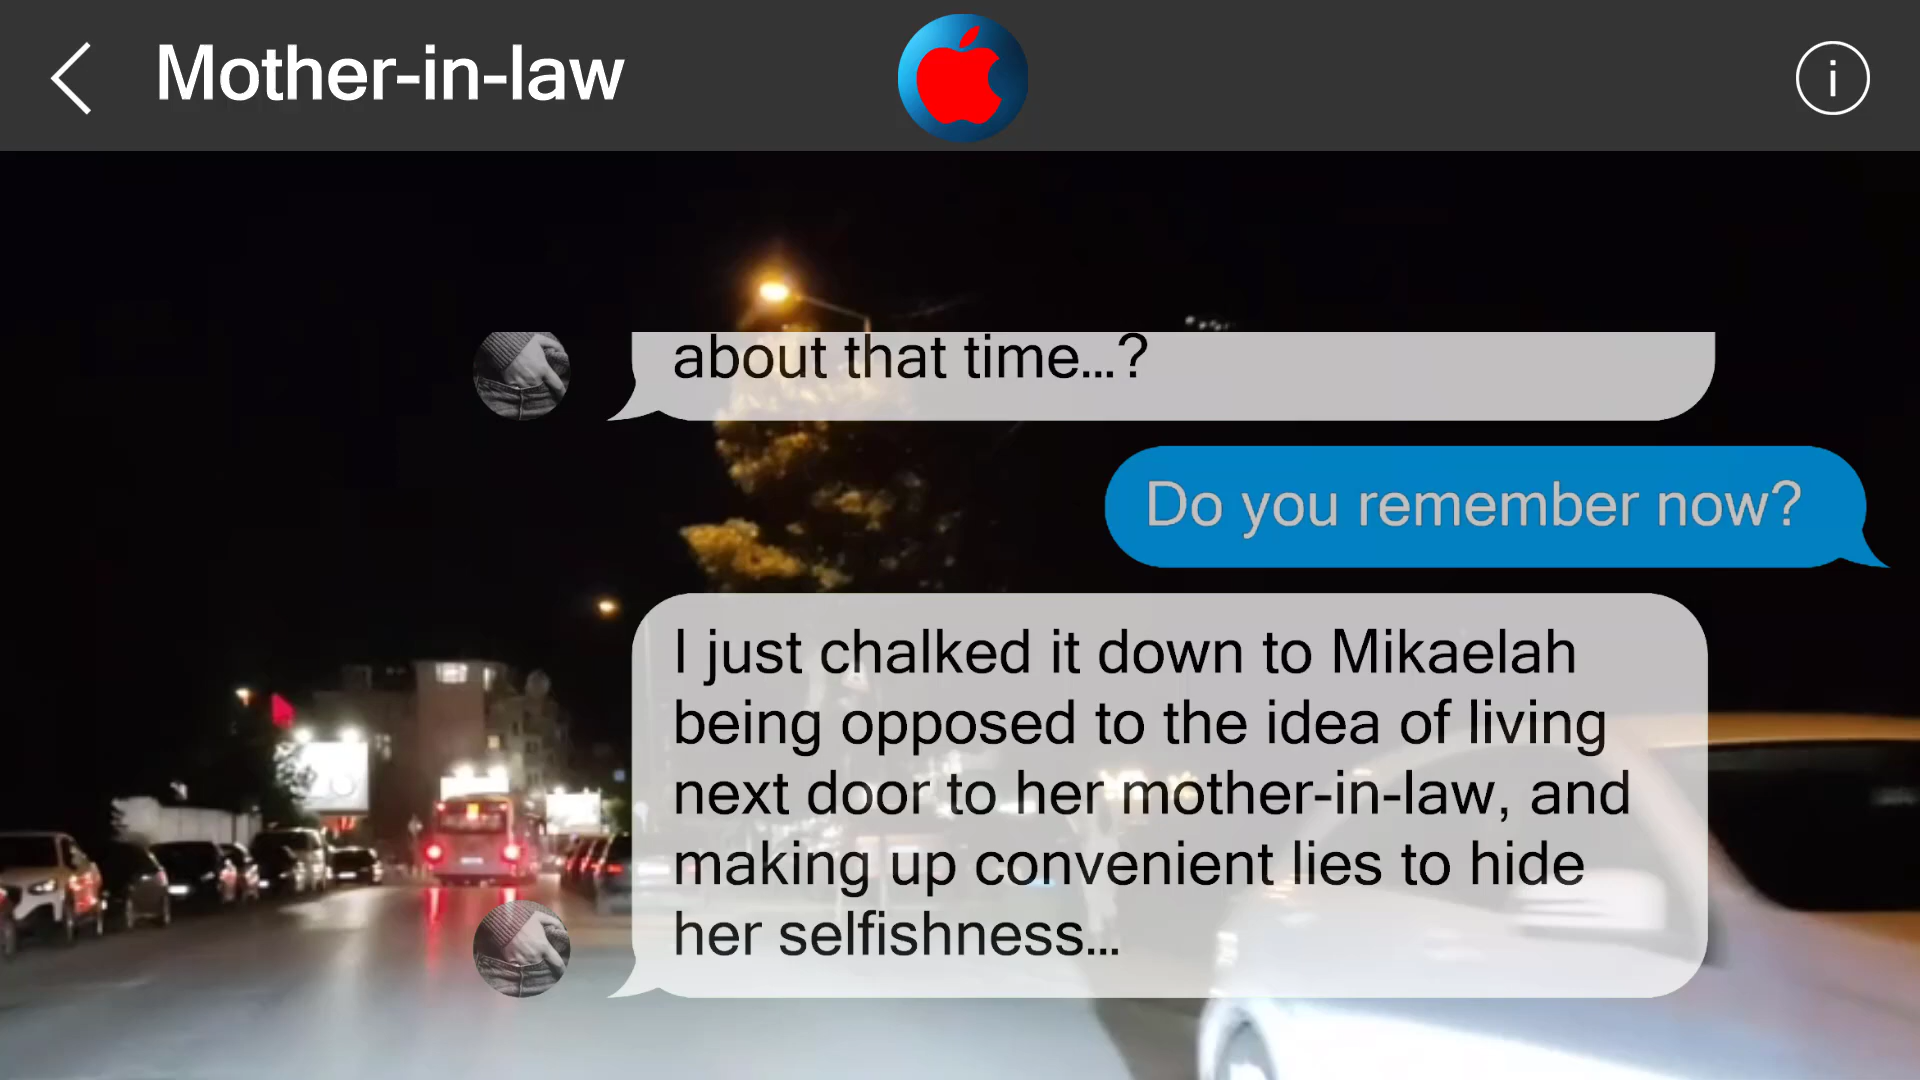 Mother-in-law
i
about that time...?
Do you remember now?
I just chalked it down to Mikaelah
being opposed to the idea of living
next door to her mother-in-law, and
making up convenient lies to hide
her selfishness...